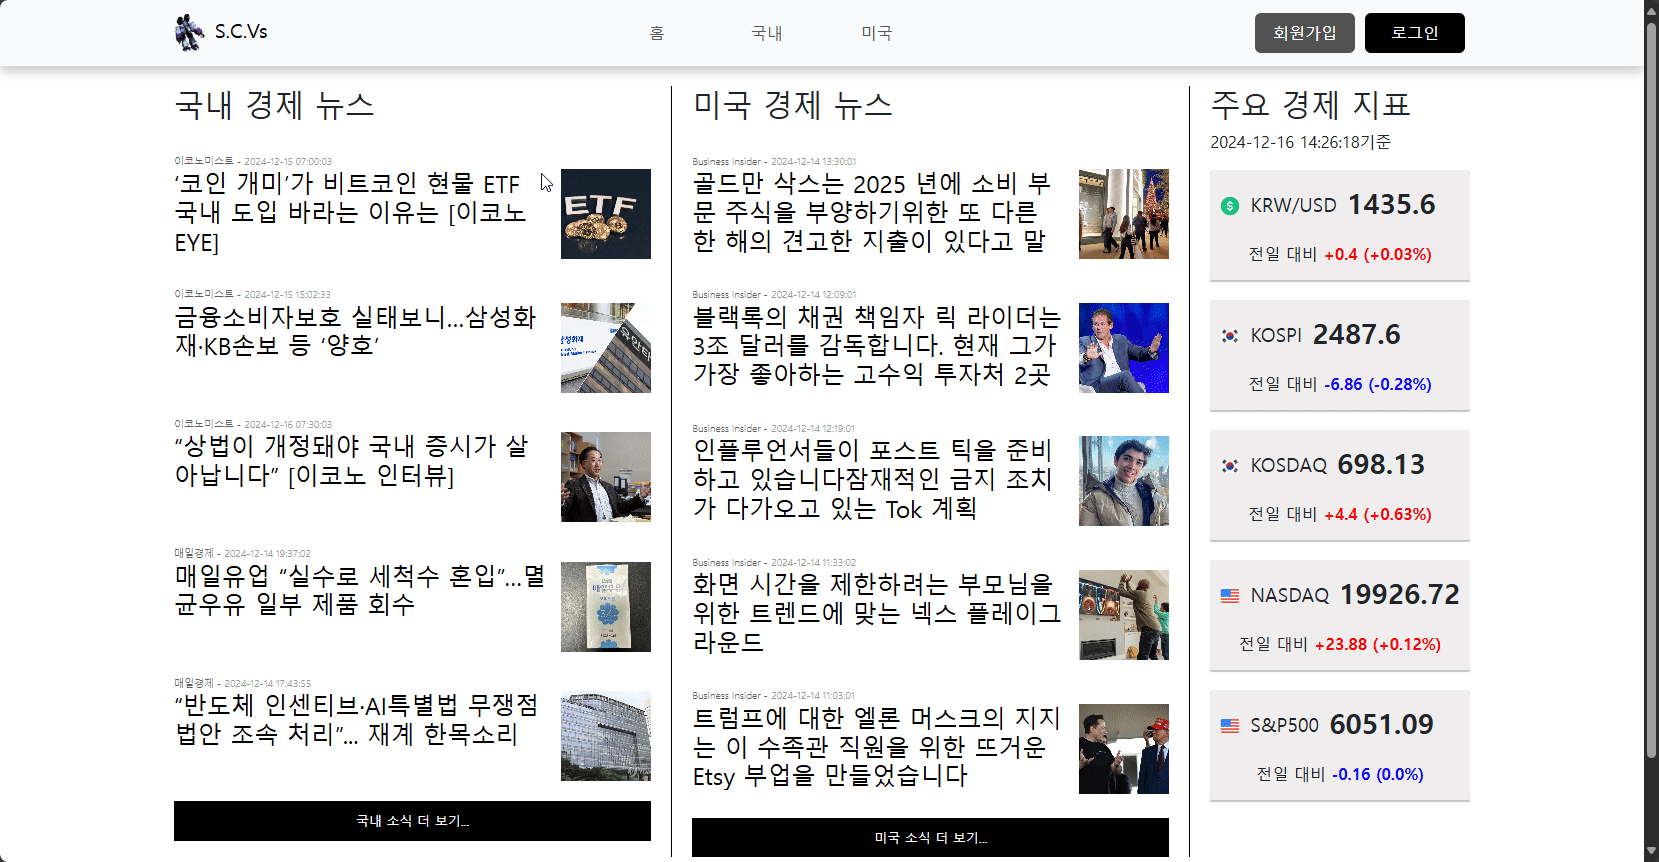 S.C.Vs
홈
국내
미국
회원가입
로그인
국내 경제 뉴스
이코노미스트 - 2024-12-15 07:00:03
‘코인 개미’가 비트코인 현물 ETF
국내 도입 바라는 이유는 [이코노
EYE]
ETF
이코노미스트 - 2024-12-15 15:02:33
금융소비자보호 실태보니…삼성화
재·KB손보 등 ‘양호’
이코노미스트 - 2024-12-16 07:30:03
“상법이 개정돼야 국내 증시가 살
아납니다” [이코노 인터뷰]
매일경제 - 2024-12-14 19:37:02
매일유업 “실수로 세척수 혼입”…멸
균우유 일부 제품 회수
매일경제 - 2024-12-14 17:43:55
“반도체 인센티브·AI특별법 무쟁점
법안 조속 처리”… 재계 한목소리
국내 소식 더 보기...
미국 경제 뉴스
Business Insider - 2024-12-14 13:30:01
골드만 삭스는 2025 년에 소비 부
문 주식을 부양하기위한 또 다른
한 해의 견고한 지출이 있다고 말
Business Insider - 2024-12-14 12:09:01
블랙록의 채권 책임자 릭 라이더는
3조 달러를 감독합니다. 현재 그가
가장 좋아하는 고수익 투자처 2곳
Business Insider - 2024-12-14 12:19:01
인플루언서들이 포스트 틱을 준비
하고 있습니다잠재적인 금지 조치
가 다가오고 있는 Tok 계획
Business Insider - 2024-12-14 11:33:02
화면 시간을 제한하려는 부모님을
위한 트렌드에 맞는 넥스 플레이그
라운드
Business Insider - 2024-12-14 11:03:01
트럼프에 대한 엘론 머스크의 지지
는 이 수족관 직원을 위한 뜨거운
Etsy 부업을 만들었습니다
미국 소식 더 보기...
주요 경제 지표
2024-12-16 14:26:18기준
KRW/USD 1435.6
전일 대비 +0.4 (+0.03%)
KOSPI 2487.6
전일 대비 -6.86 (-0.28%)
KOSDAQ 698.13
전일 대비 +4.4 (+0.63%)
NASDAQ 19926.72
전일 대비 +23.88 (+0.12%)
S&P500 6051.09
전일 대비 -0.16 (0.0%)